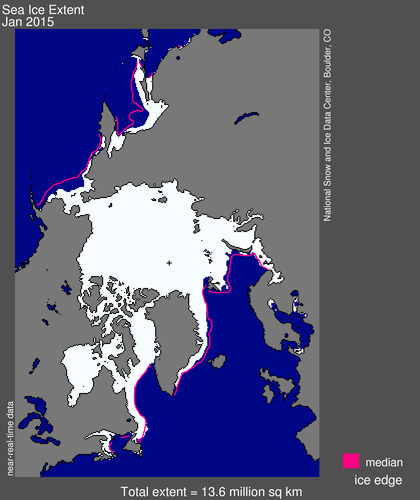 Sea Ice Extent
Jan 2015
National Snow and Ice Data Center, Boulder, CO
near-real-time data
median
ice edge
Total extent = 13.6 million sq km